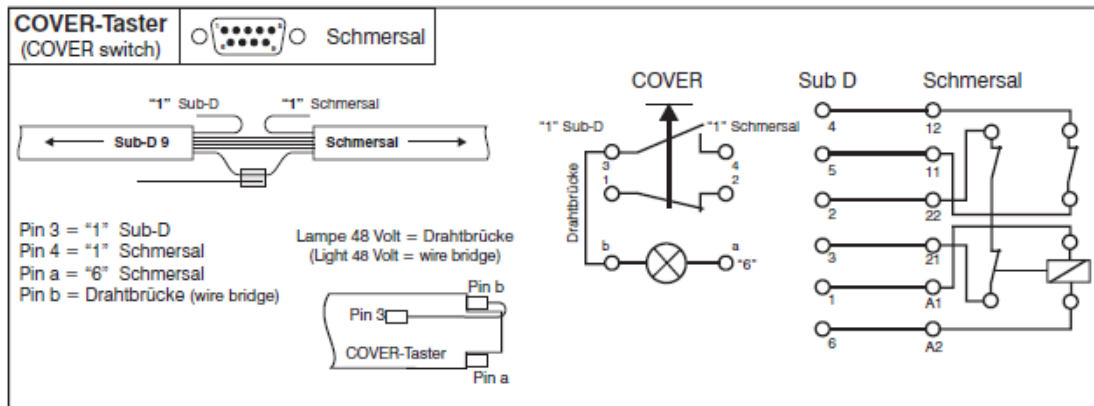 COVER-Taster
(COVER switch)
Schmersal
"1" Sub-D
"1" Schmersal
Sub-D 9
Schmersal
Pin 3 = "1" Sub-D
Pin 4 = "1" Schmersal
Pin a = "6" Schmersal
Pin b = Drahtbrücke (wire bridge)
Lampe 48 Volt = Drahtbrücke
(Light 48 Volt = wire bridge)
Pin b
Pin 3
COVER-Taster
Pin a
COVER
"1" Sub-D
"1" Schmersal
3
4
1
2
Drahtbrücke
b
a
"6"
Sub D
Schmersal
4
12
5
11
2
22
3
21
1
A1
6
A2